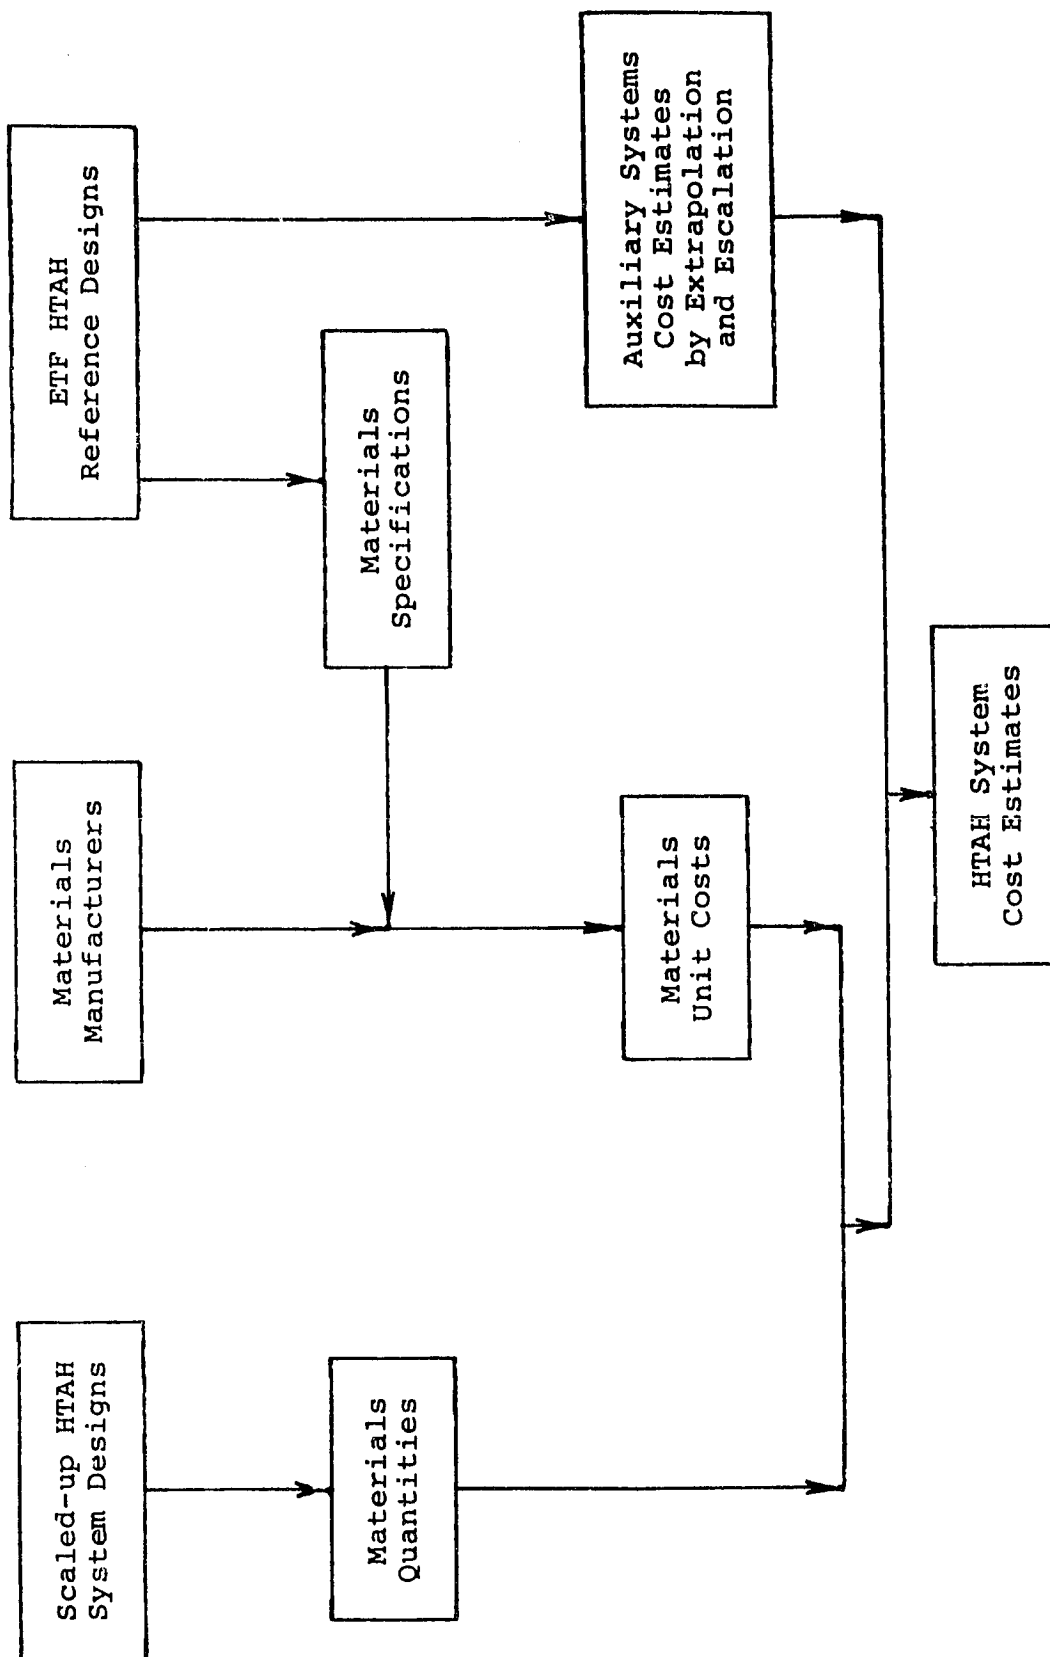 Scaled-up HTAH
System Designs
Materials
Manufacturers
ETF HTAH
Reference Designs
Materials
Quantities
Materials
Specifications
Materials
Unit Costs
Auxiliary Systems
Cost Estimates
by Extrapolation
and Escalation
HTAH System
Cost Estimates